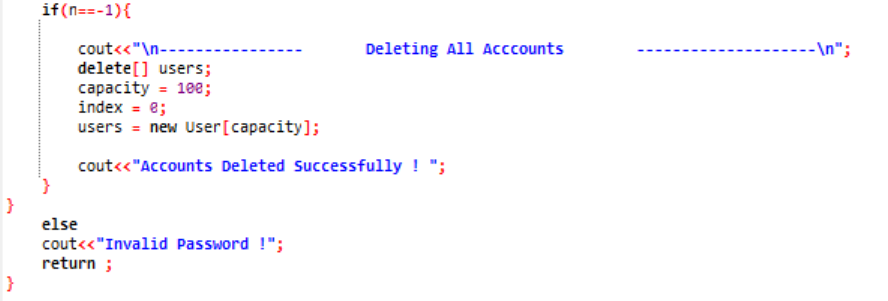 if(n==-1){
cout<<"\n---------------- Deleting All Acccounts --------------------\n";
delete[] users;
capacity = 100;
index = 0;
users = new User[capacity];
cout<<"Accounts Deleted Successfully ! ";
}
}
else
cout<<"Invalid Password !";
return ;
}